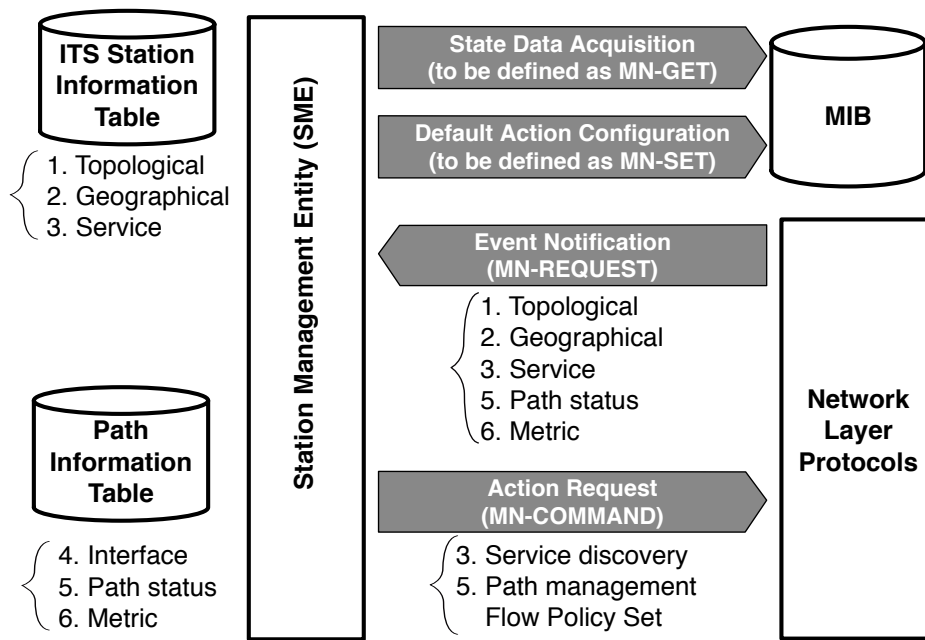 ITS Station
Information
Table
1. Topological
2. Geographical
3. Service
Path
Information
Table
4. Interface
5. Path status
6. Metric
Station Management Entity (SME)
State Data Acquisition
(to be defined as MN-GET)
Default Action Configuration
(to be defined as MN-SET)
Event Notification
(MN-REQUEST)
1. Topological
2. Geographical
3. Service
5. Path status
6. Metric
Action Request
(MN-COMMAND)
3. Service discovery
5. Path management
Flow Policy Set
MIB
Network
Layer
Protocols